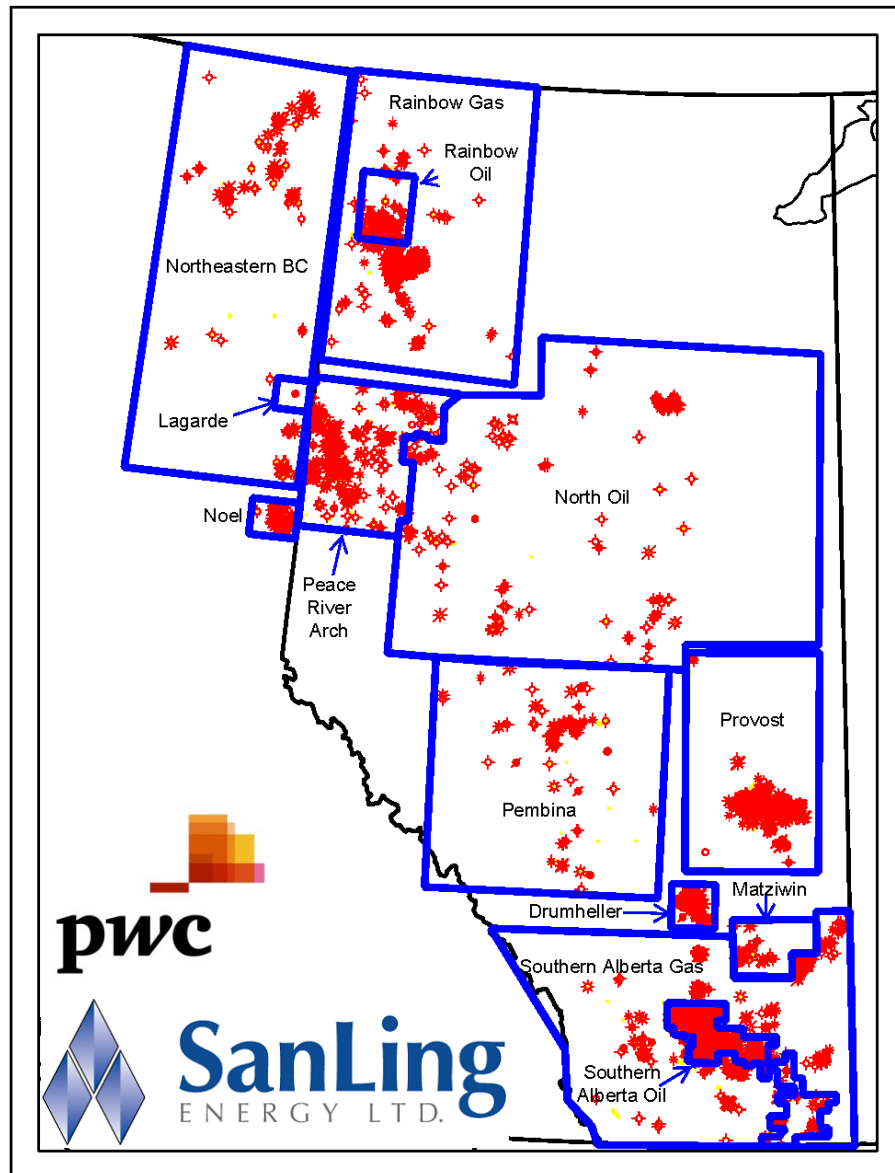 Rainbow Gas
Rainbow
Oil
Northeastern BC
Lagarde
North Oil
Noel
Peace
River
Arch
Provost
Pembina
Matziwin
Drumheller
pwc
Southern Alberta Gas
SanLing
ENERGY LTD.
Southern
Alberta Oil